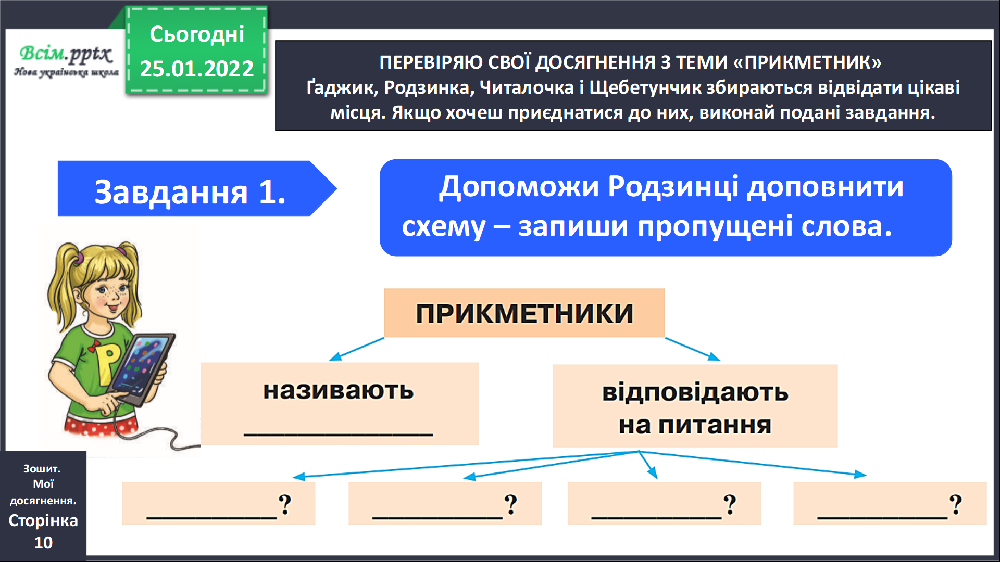 Всім.pptx
Нова українська школа
Сьогодні
25.01.2022
ПЕРЕВІРЯЮ СВОЇ ДОСЯГНЕННЯ З ТЕМИ «ПРИКМЕТНИК»
Ґаджик, Родзинка, Читалочка і Щебетунчик збираються відвідати цікаві
місця. Якщо хочеш приєднатися до них, виконай подані завдання.
Завдання 1.
Допоможи Родзинці доповнити
схему – запиши пропущені слова.
ПРИКМЕТНИКИ
називають
______________
відповідають
на питання
Р
__________?
__________?
__________?
__________?
Зошит.
Мої
досягнення.
Сторінка
10